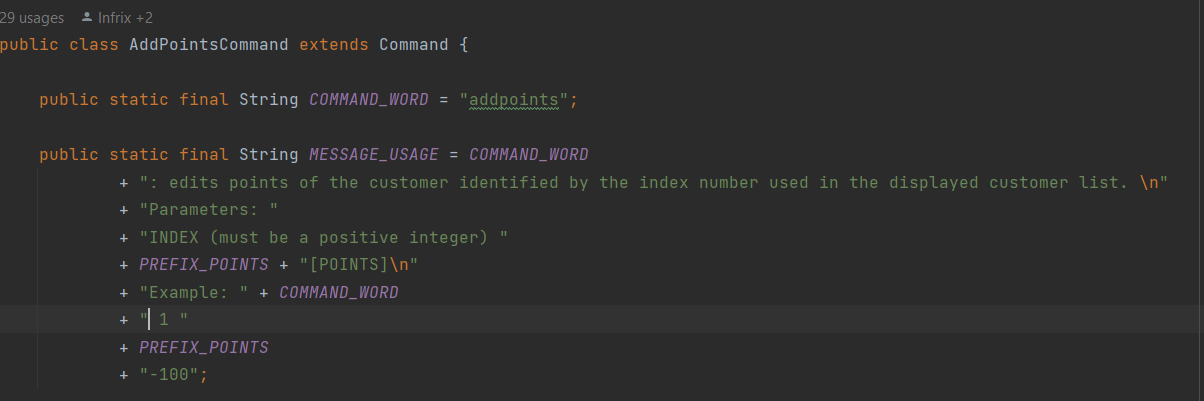 29 usages Infrix +2
public class AddPointsCommand extends Command {
public static final String COMMAND_WORD = "addpoints";
public static final String MESSAGE_USAGE = COMMAND_WORD
+ ": edits points of the customer identified by the index number used in the displayed customer list. \n"
+ "Parameters: "
+ "INDEX (must be a positive integer) "
+ PREFIX_POINTS + "[POINTS]\n"
+ "Example: " + COMMAND_WORD
+ " 1 "
+ PREFIX_POINTS
+ "-100";